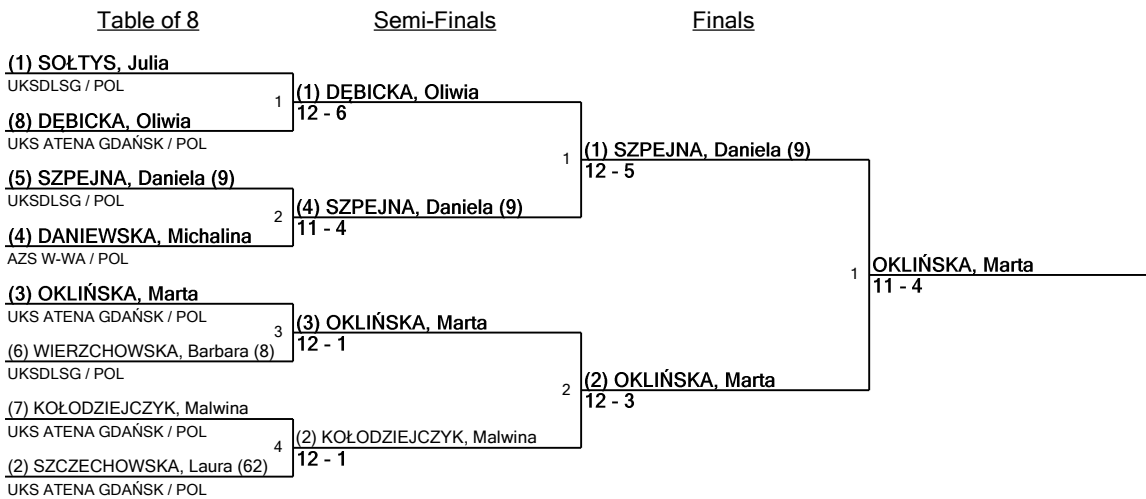 Table of 8
Semi-Finals
Finals
(1) SOŁTYS, Julia
UKSDLSG / POL
1
(8) DĘBICKA, Oliwia
UKS ATENA GDAŃSK / POL
(5) SZPEJNA, Daniela (9)
UKSDLSG / POL
2
(4) DANIEWSKA, Michalina
AZS W-WA / POL
(3) OKLIŃSKA, Marta
UKS ATENA GDAŃSK / POL
3
(6) WIERZCHOWSKA, Barbara (8)
UKSDLSG / POL
(7) KOŁODZIEJCZYK, Malwina
UKS ATENA GDAŃSK / POL
4
(2) SZCZECHOWSKA, Laura (62)
UKS ATENA GDAŃSK / POL
(1) DĘBICKA, Oliwia
12 - 6
1
(4) SZPEJNA, Daniela (9)
11 - 4
(3) OKLIŃSKA, Marta
12 - 1
2
(2) KOŁODZIEJCZYK, Malwina
12 - 1
(1) SZPEJNA, Daniela (9)
12 - 5
1
(2) OKLIŃSKA, Marta
12 - 3
OKLIŃSKA, Marta
11 - 4